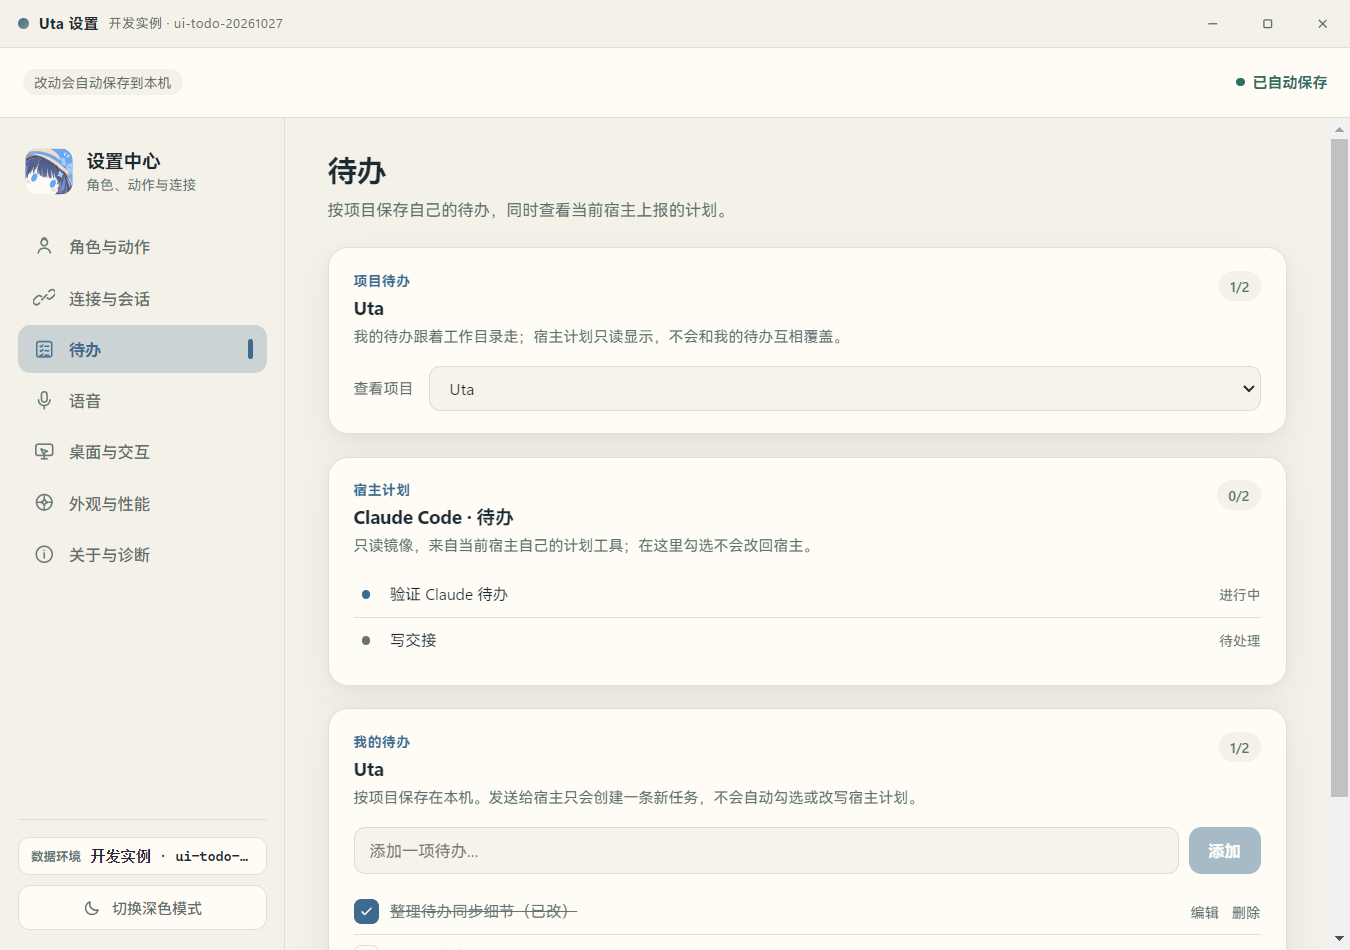 Uta 设置 开发实例 · ui-todo-20261027
改动会自动保存到本机
已自动保存
设置中心
角色、动作与连接
角色与动作
连接与会话
待办
语音
桌面与交互
外观与性能
关于与诊断
数据环境 开发实例 · ui-todo-…
切换深色模式
待办
按项目保存自己的待办，同时查看当前宿主上报的计划。
项目待办
1/2
Uta
我的待办跟着工作目录走；宿主计划只读显示，不会和我的待办互相覆盖。
查看项目 Uta
宿主计划
0/2
Claude Code · 待办
只读镜像，来自当前宿主自己的计划工具；在这里勾选不会改回宿主。
验证 Claude 待办 进行中
写交接 待处理
我的待办
1/2
Uta
按项目保存在本机。发送给宿主只会创建一条新任务，不会自动勾选或改写宿主计划。
添加一项待办... 添加
整理待办同步细节（已改） 编辑 删除